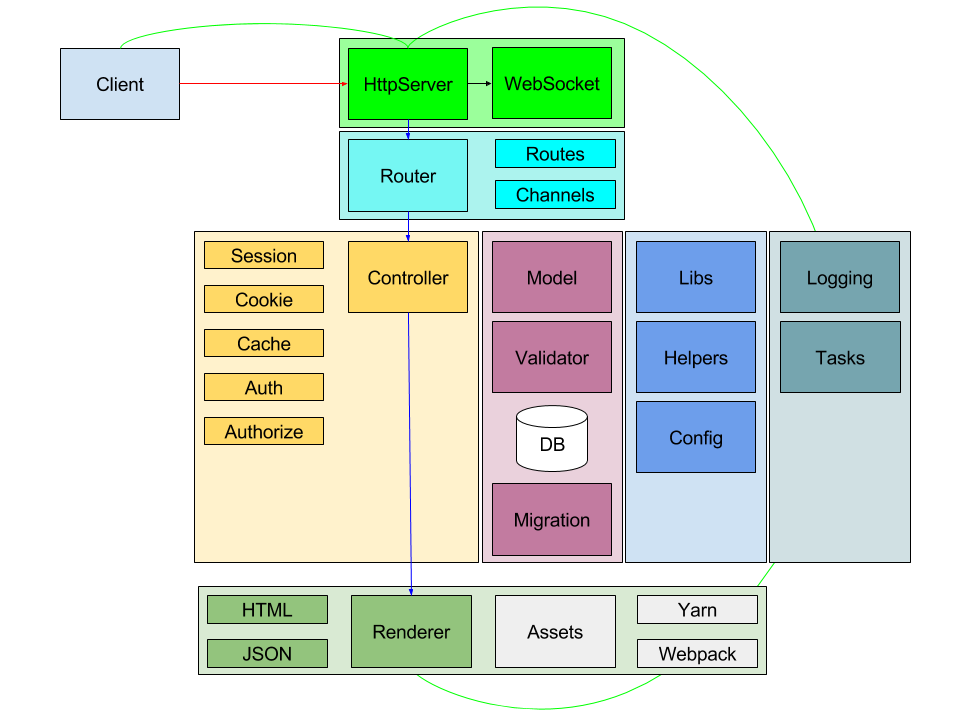 Client
HttpServer
WebSocket
Router
Routes
Channels
Session
Cookie
Cache
Auth
Authorize
Controller
Model
Validator
DB
Migration
Libs
Helpers
Config
Logging
Tasks
HTML
JSON
Renderer
Assets
Yarn
Webpack